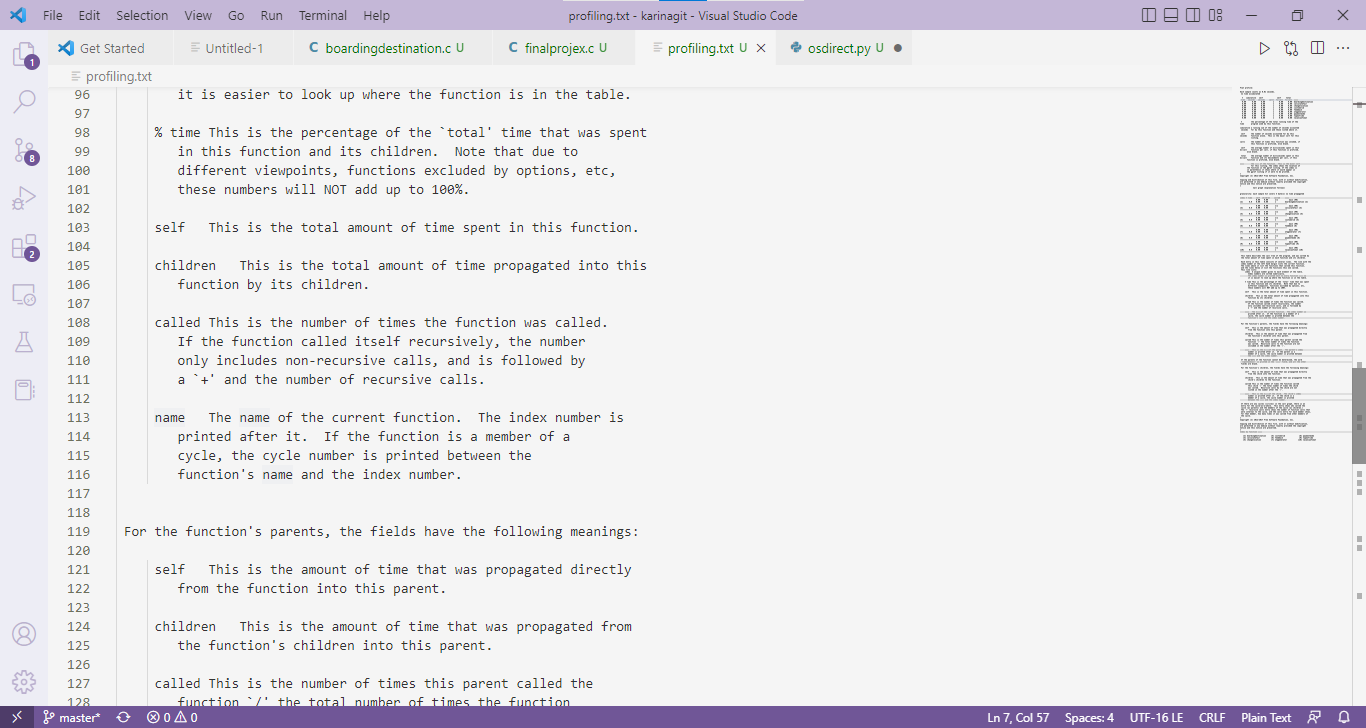 File Edit Selection View Go Run Terminal Help profiling.txt - karinagit - Visual Studio Code
Get Started Untitled-1 C boardingdestination.c U C finalprojex.c U profiling.txt U osdirect.py U
profiling.txt
1
8
2
96 it is easier to look up where the function is in the table.
97
98 % time This is the percentage of the `total' time that was spent
99 in this function and its children.  Note that due to
100 different viewpoints, functions excluded by options, etc,
101 these numbers will NOT add up to 100%.
102
103 self   This is the total amount of time spent in this function.
104
105 children   This is the total amount of time propagated into this
106 function by its children.
107
108 called This is the number of times the function was called.
109 If the function called itself recursively, the number
110 only includes non-recursive calls, and is followed by
111 a `+' and the number of recursive calls.
112
113 name   The name of the current function.  The index number is
114 printed after it.  If the function is a member of a
115 cycle, the cycle number is printed between the
116 function's name and the index number.
117
118
119 For the function's parents, the fields have the following meanings:
120
121 self   This is the amount of time that was propagated directly
122 from the function into this parent.
123
124 children   This is the amount of time that was propagated from
125 the function's children into this parent.
126
127 called This is the number of times this parent called the
128 function `/' the total number of times the function
master* 0 0 Ln 7, Col 57 Spaces: 4 UTF-16 LE CRLF Plain Text